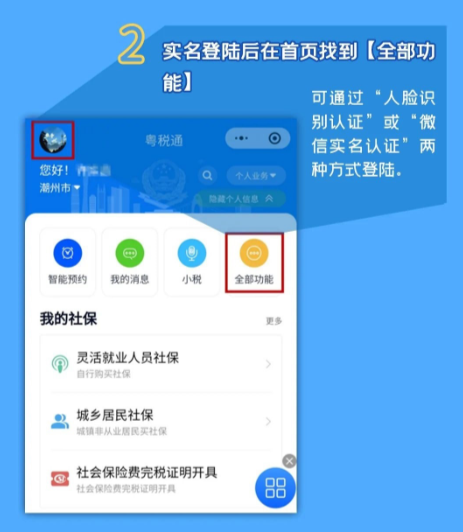 2
实名登陆后在首页找到【全部功
能】
可通过“人脸识
别认证”或“微
信实名认证”两
种方式登陆。
粤税通
您好！
潮州市
个人业务
隐藏个人信息
智能预约
我的消息
小税
全部功能
我的社保
更多
灵活就业人员社保
自行购买社保
城乡居民社保
城镇非从业居民买社保
社会保险费完税证明开具
社会保险费完税证明开具